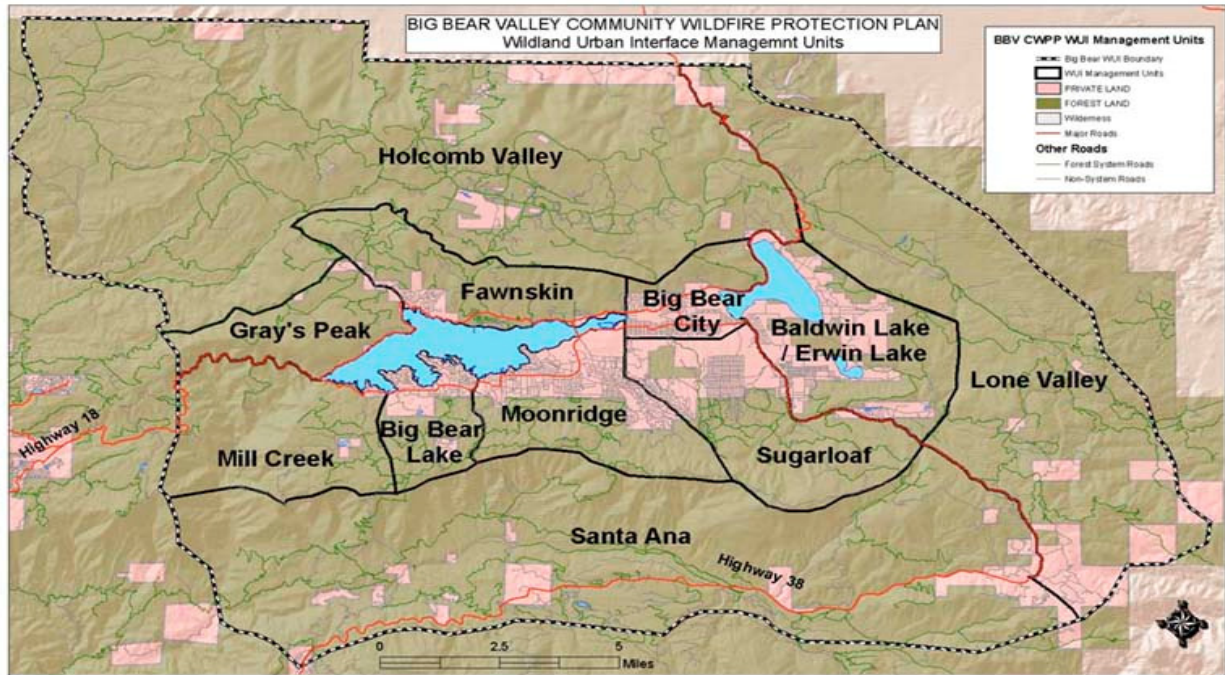 BIG BEAR VALLEY COMMUNITY WILDFIRE PROTECTION PLAN
Wildland Urban Interface Managemnt Units
BBV CWPP WUI Management Units
Big Bear WUI Boundary
WUI Management Units
PRIVATE LAND
FOREST LAND
Wilderness
Major Roads
Other Roads
Forest System Roads
Non-System Roads
Holcomb Valley
Fawnskin
Big Bear
City
Gray's Peak
Baldwin Lake
/ Erwin Lake
Lone Valley
Moonridge
Big Bear
Lake
Highway 18
Mill Creek
Sugarloaf
Santa Ana
Highway 38
0 2.5 5
Miles